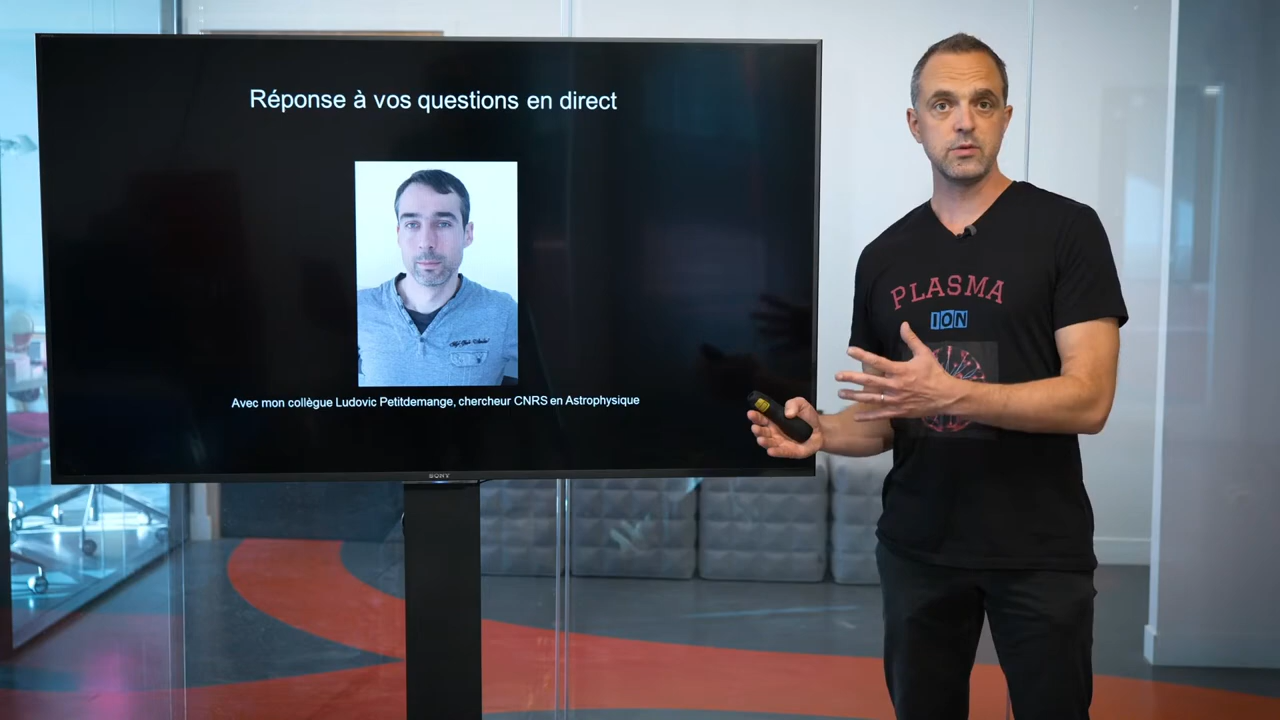 Réponse à vos questions en direct
Avec mon collègue Ludovic Petitdemange, chercheur CNRS en Astrophysique
SONY
PLASMA
ION